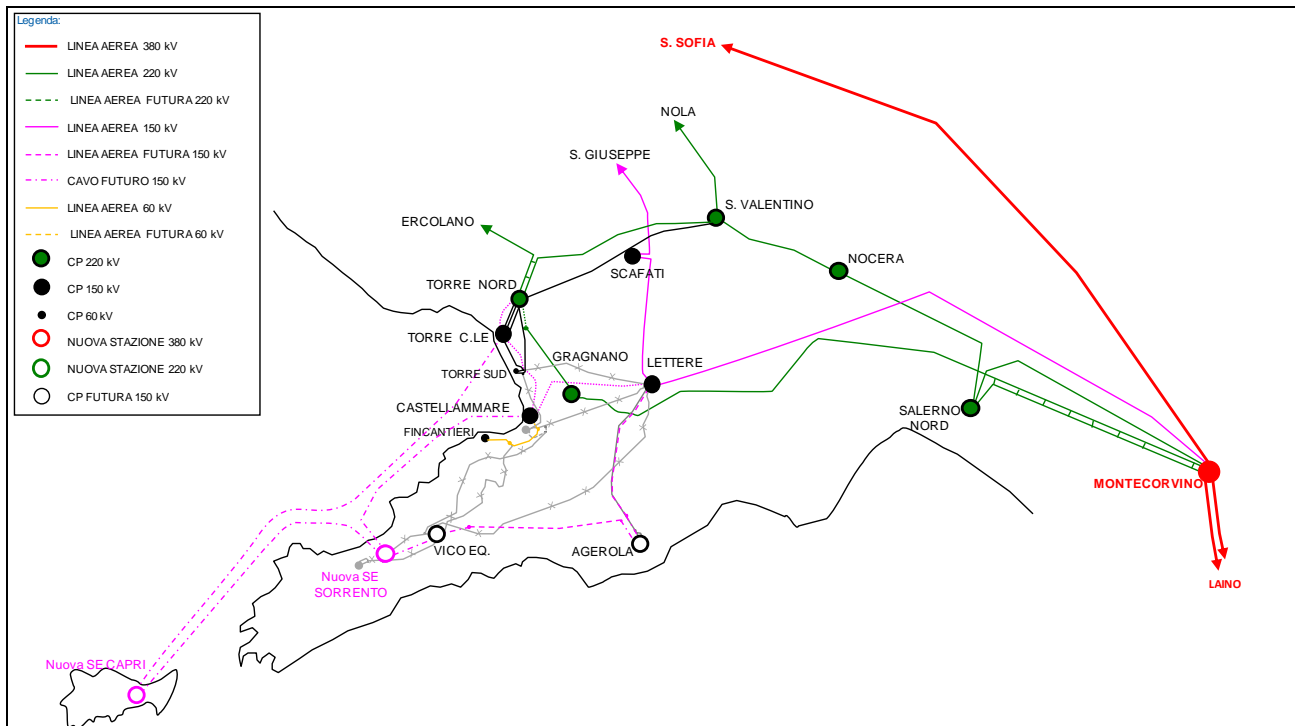 Legenda:
LINEA AEREA 380 kV
LINEA AEREA 220 kV
LINEA AEREA FUTURA 220 kV
LINEA AEREA 150 kV
LINEA AEREA FUTURA 150 kV
CAVO FUTURO 150 kV
LINEA AEREA 60 kV
LINEA AEREA FUTURA 60 kV
CP 220 kV
CP 150 kV
CP 60 kV
NUOVA STAZIONE 380 kV
NUOVA STAZIONE 220 kV
CP FUTURA 150 kV
S. SOFIA
NOLA
S. GIUSEPPE
S. VALENTINO
ERCOLANO
NOCERA
SCAFATI
TORRE NORD
TORRE C.LE
GRAGNANO
LETTERE
TORRE SUD
CASTELLAMMARE
SALERNO
NORD
FINCANTIERI
MONTECORVINO
VICO EQ.
AGEROLA
Nuova SE
SORRENTO
LAINO
Nuova SE CAPRI